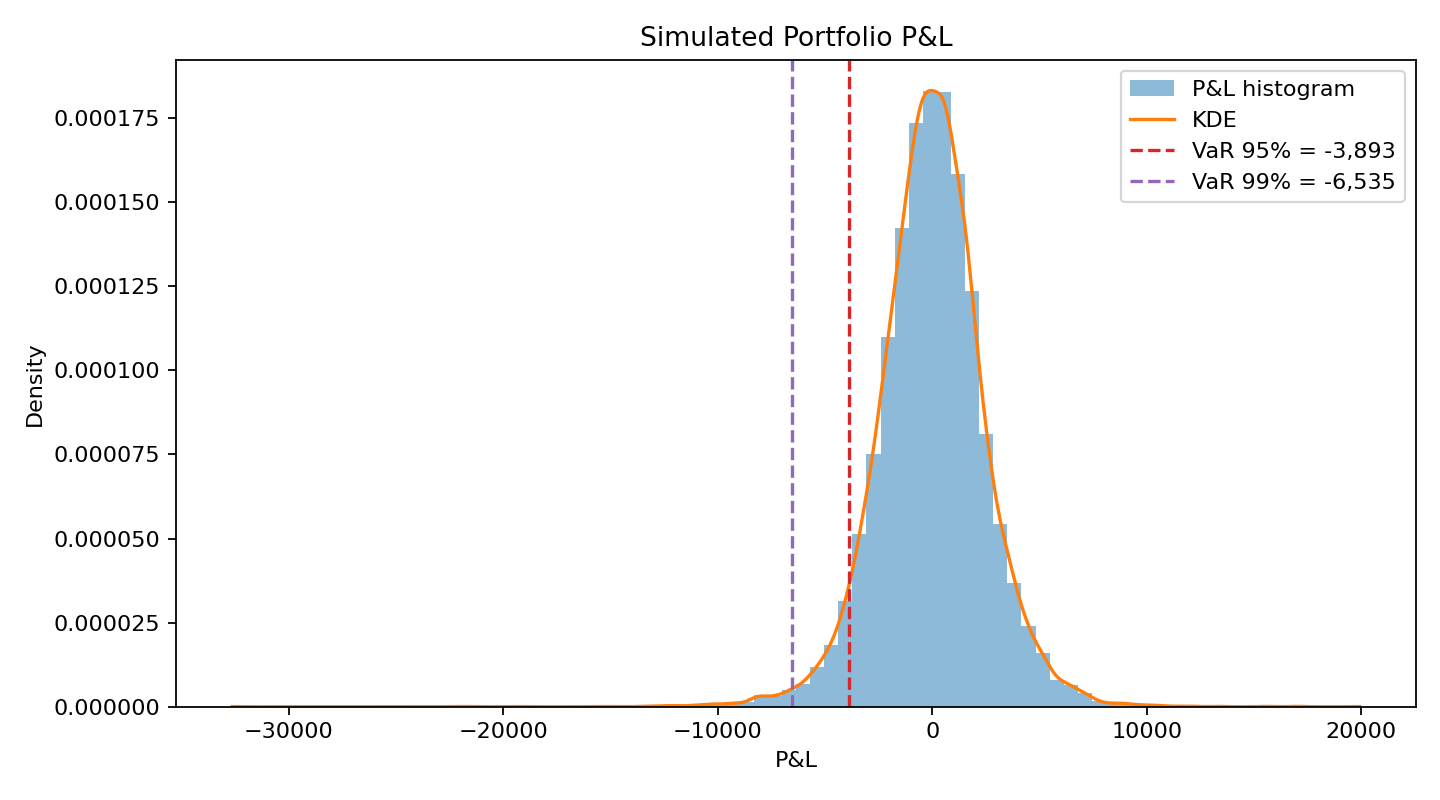 Simulated Portfolio P&L
P&L histogram
KDE
VaR 95% = -3,893
VaR 99% = -6,535
0.000175
0.000150
0.000125
0.000100
0.000075
0.000050
0.000025
0.000000
Density
−30000 −20000 −10000 0 10000 20000
P&L